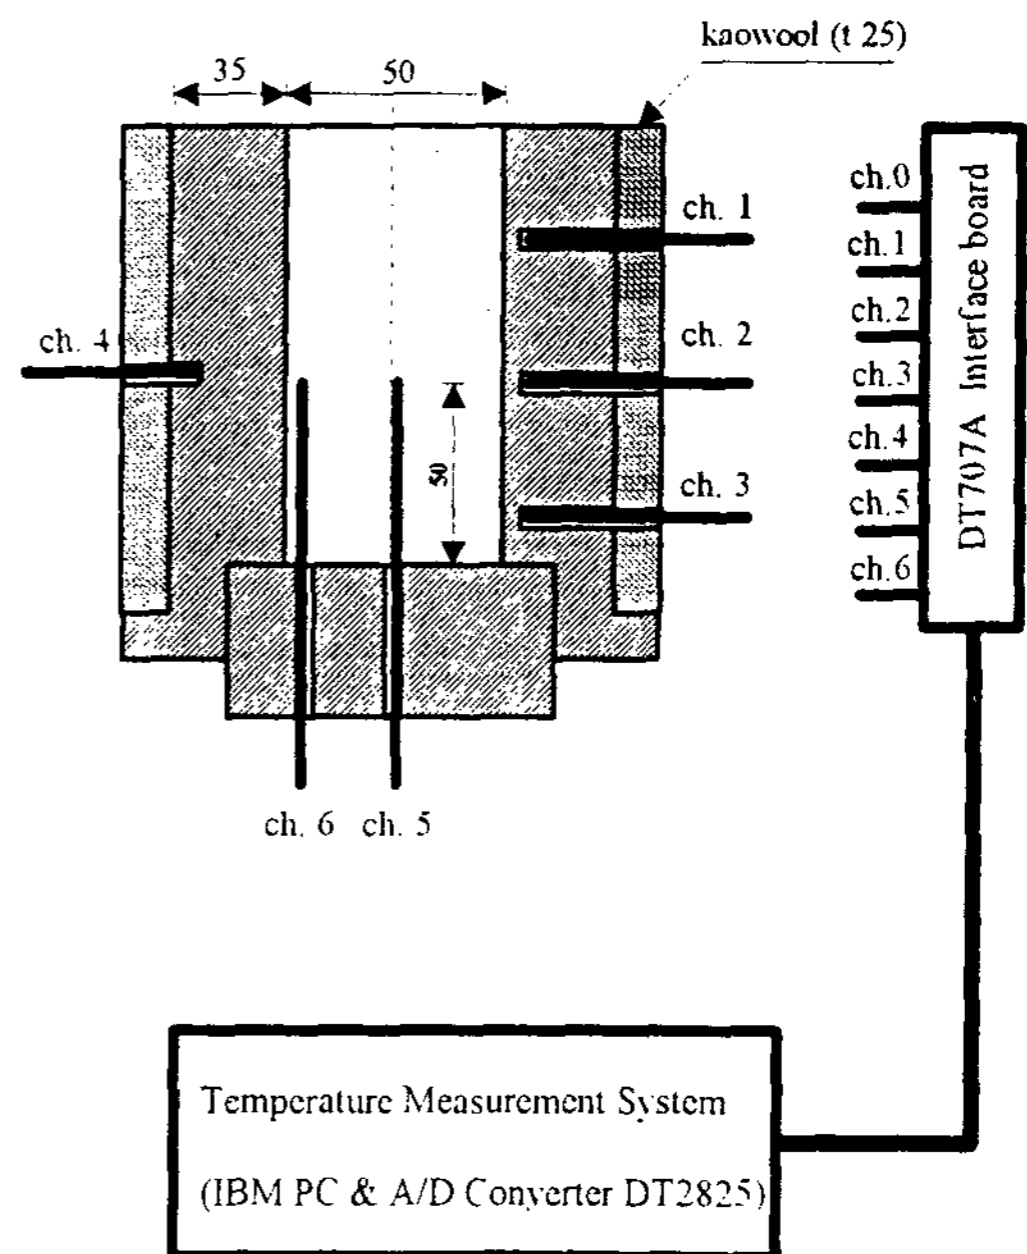 kaowool (t 25)
35
50
ch. 1
ch. 2
ch. 3
ch. 4
50
ch. 6
ch. 5
ch.0
ch.1
ch.2
ch.3
ch.4
ch.5
ch.6
DT707A Interface board
Temperature Measurement System
(IBM PC & A/D Converter DT2825)